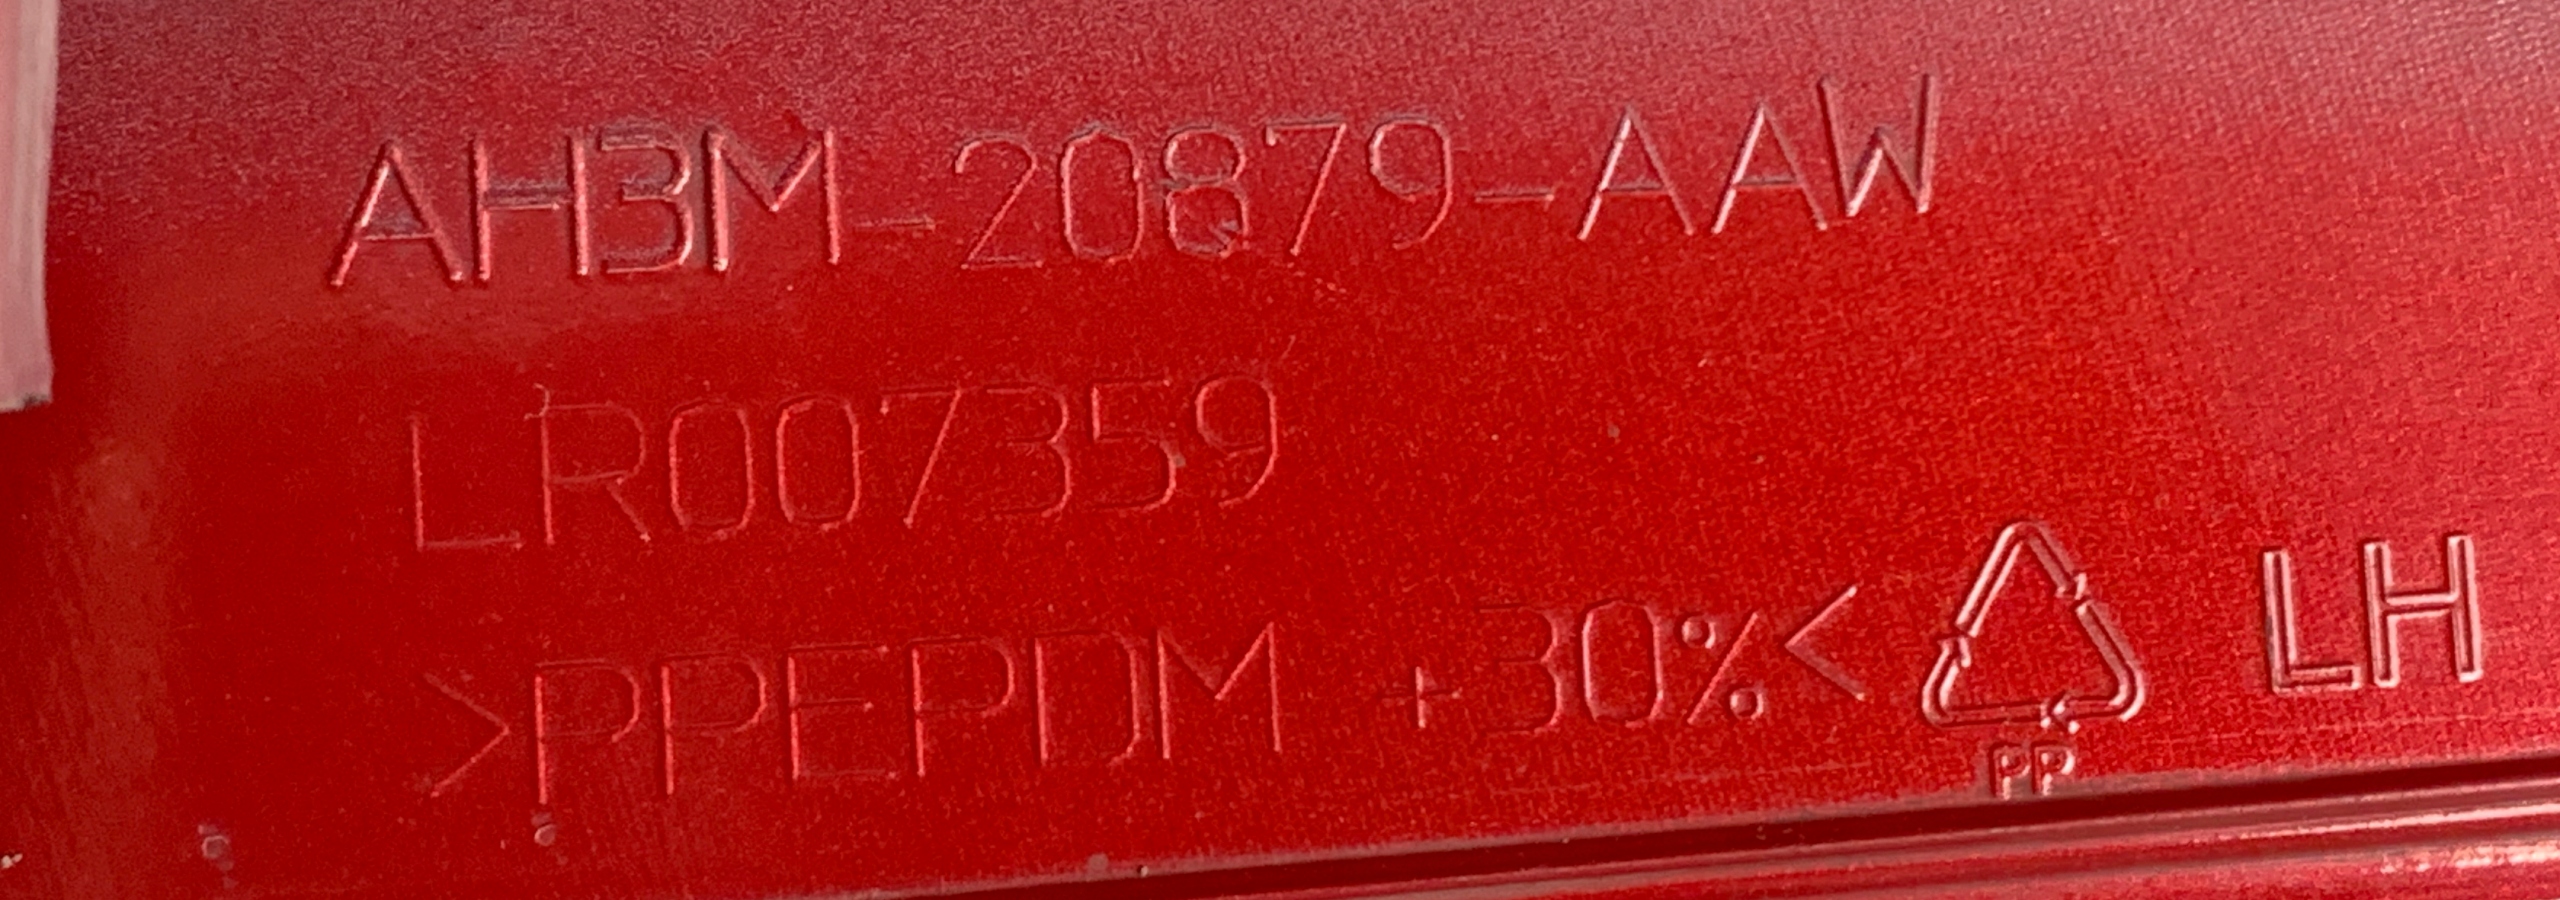 AH3M-20879-AAW
LR007359
>PPEPDM +30%<
LH
PP